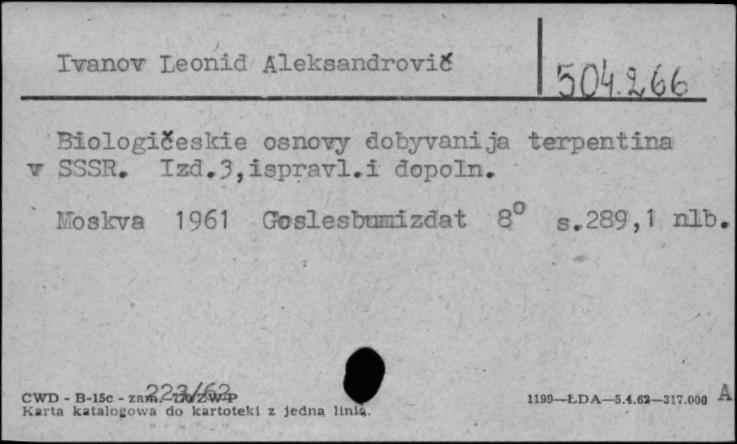 Ivanov Leonid Aleksandrovič
504.266
Biologičeskie osnovy dobyvanija terpentina
v SSSR. Izd.3,ispravl.i dopoln.
Moskva 1961 Goslesbumizdat 8° s.289,1 nlb.
223/62
CWD - B-15c - zam. ZWP
1199—ŁDA—5.4.62—317.000 A
Karta katalogowa do kartoteki z jedną linią.